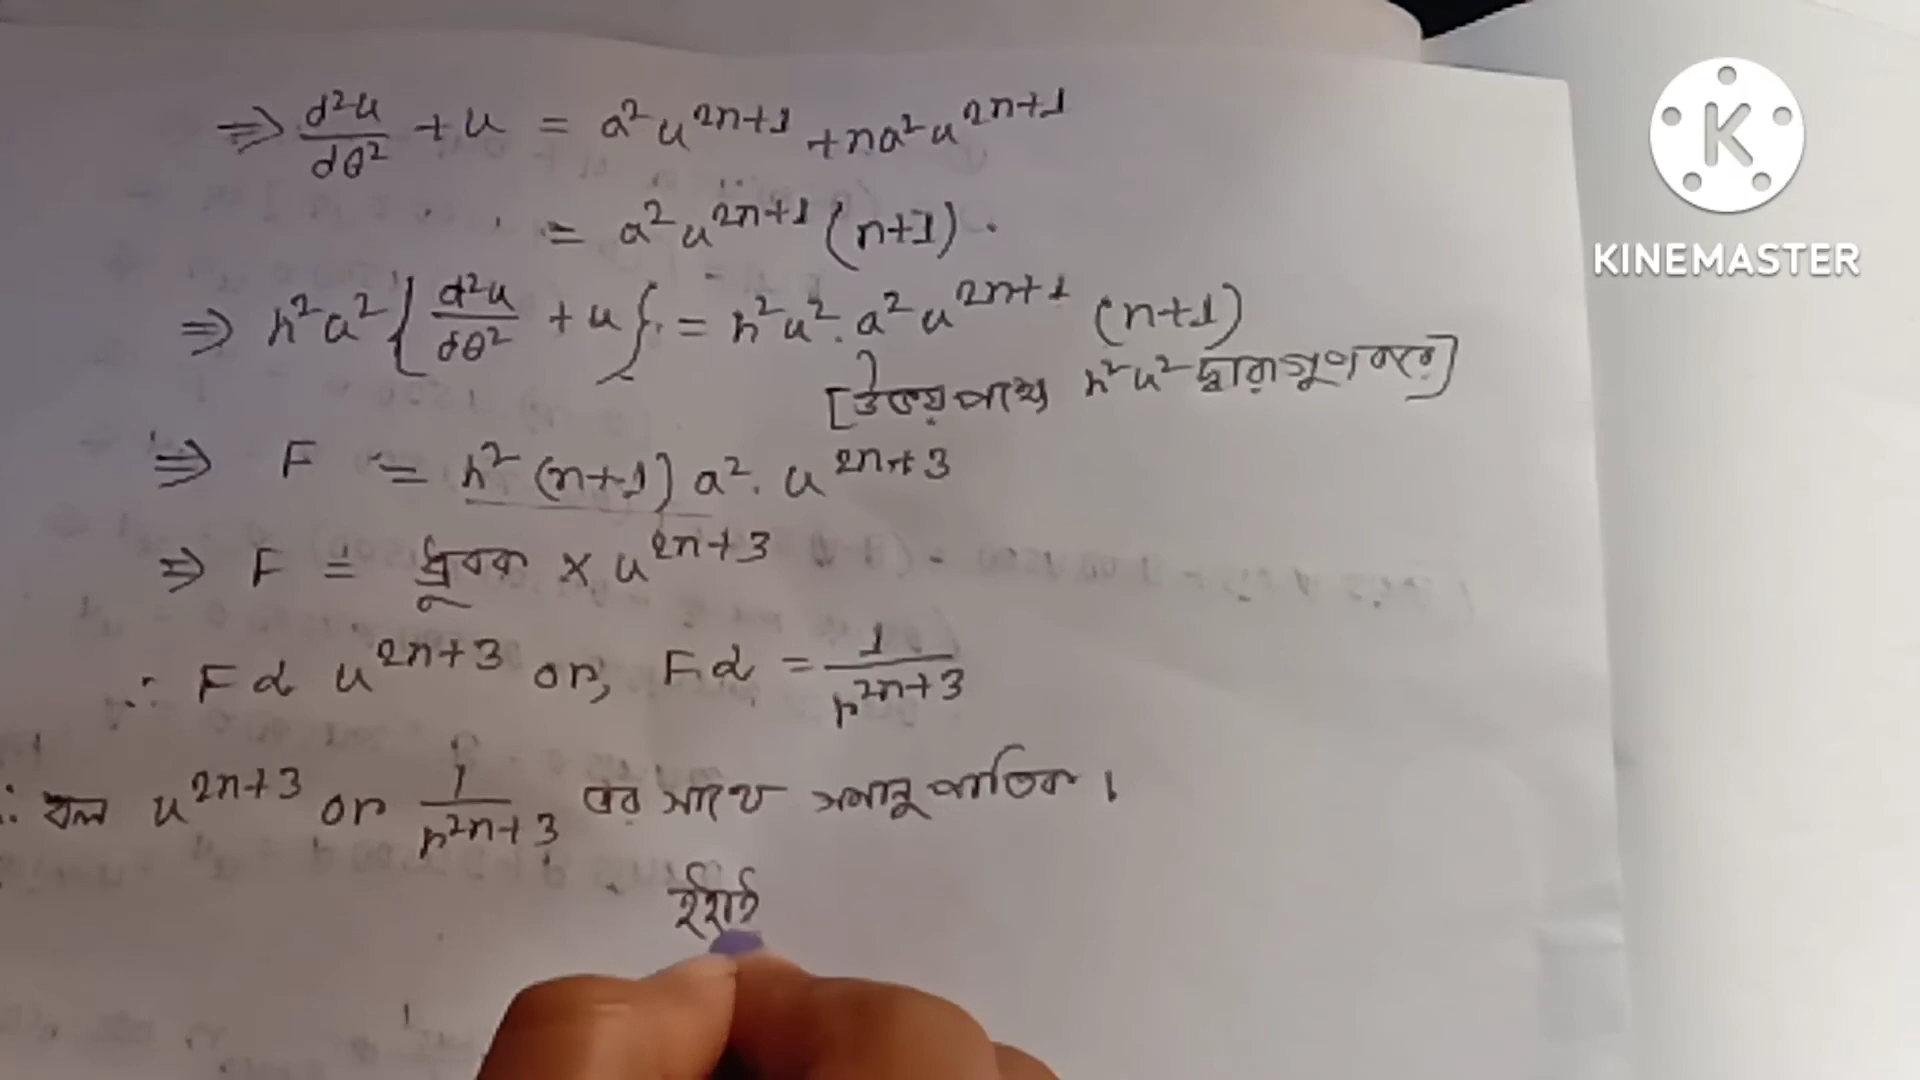 ⇒ d²u/dθ² + u = a²u^{2n+1} + na²u^{2n+1}
= a²u^{2n+1} (n+1).
⇒ h²u² { d²u/dθ² + u } = h²u². a²u^{2n+1} (n+1)
[উভয় পক্ষে h²u² দ্বারা গুণ করে]
⇒ F = h² (n+1) a². u^{2n+3}
⇒ F = ধ্রুবক × u^{2n+3}
∴ F α u^{2n+3} or, F α = 1/r^{2n+3}
∴ বল u^{2n+3} or 1/r^{2n+3} এর সাথে সমানুপাতিক।
ইহাই
K
KINEMASTER